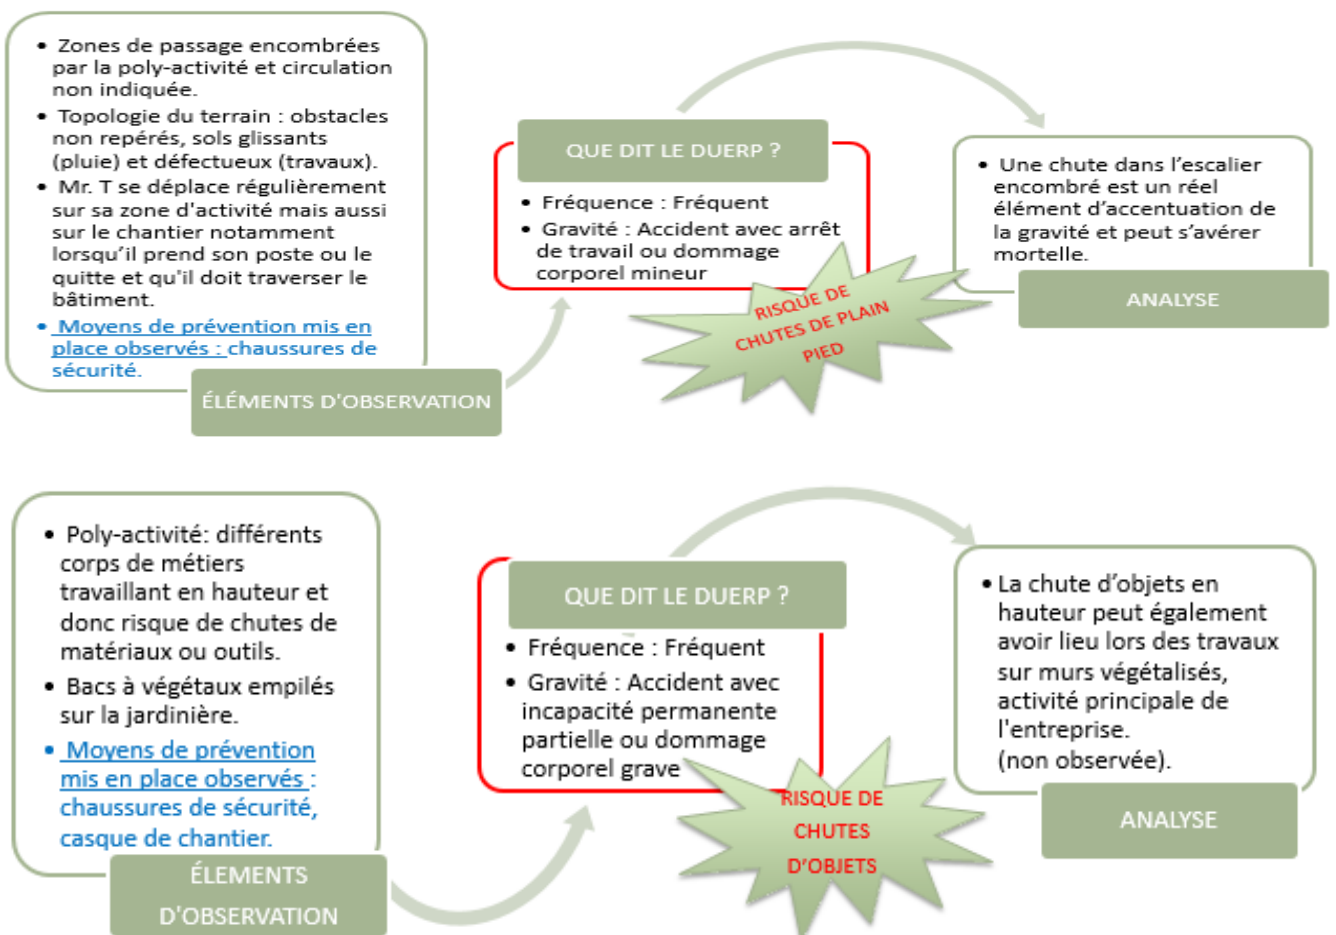 • Zones de passage encombrées
par la poly-activité et circulation
non indiquée.
• Topologie du terrain : obstacles
non repérés, sols glissants
(pluie) et défectueux (travaux).
• Mr. T se déplace régulièrement
sur sa zone d'activité mais aussi
sur le chantier notamment
lorsqu'il prend son poste ou le
quitte et qu'il doit traverser le
bâtiment.
• Moyens de prévention mis en
place observés : chaussures de
sécurité.
ÉLÉMENTS D'OBSERVATION
QUE DIT LE DUERP ?
• Fréquence : Fréquent
• Gravité : Accident avec arrêt
de travail ou dommage
corporel mineur
RISQUE DE
CHUTES DE PLAIN
PIED
• Une chute dans l'escalier
encombré est un réel
élément d'accentuation de
la gravité et peut s'avérer
mortelle.
ANALYSE
• Poly-activité: différents
corps de métiers
travaillant en hauteur et
donc risque de chutes de
matériaux ou outils.
• Bacs à végétaux empilés
sur la jardinière.
• Moyens de prévention
mis en place observés :
chaussures de sécurité,
casque de chantier.
ÉLEMENTS
D'OBSERVATION
QUE DIT LE DUERP ?
• Fréquence : Fréquent
• Gravité : Accident avec
incapacité permanente
partielle ou dommage
corporel grave
RISQUE DE
CHUTES
D'OBJETS
• La chute d'objets en
hauteur peut également
avoir lieu lors des travaux
sur murs végétalisés,
activité principale de
l'entreprise.
(non observée).
ANALYSE